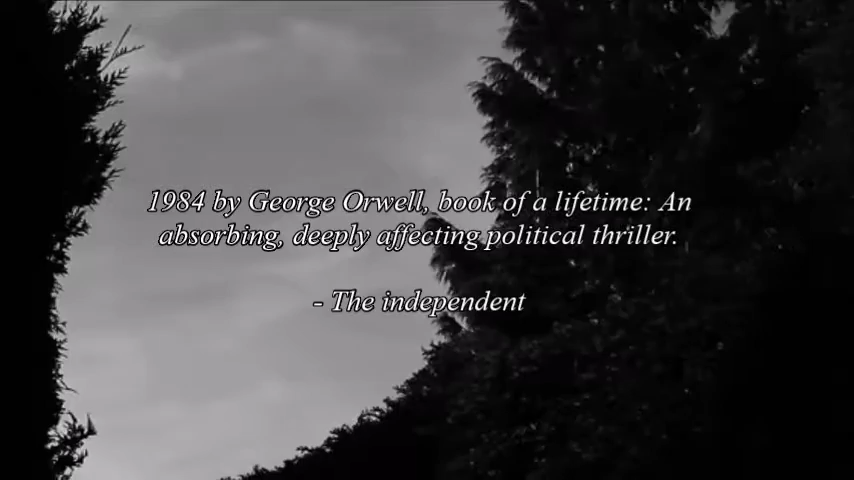 1984 by George Orwell, book of a lifetime: An
absorbing, deeply affecting political thriller.
- The independent